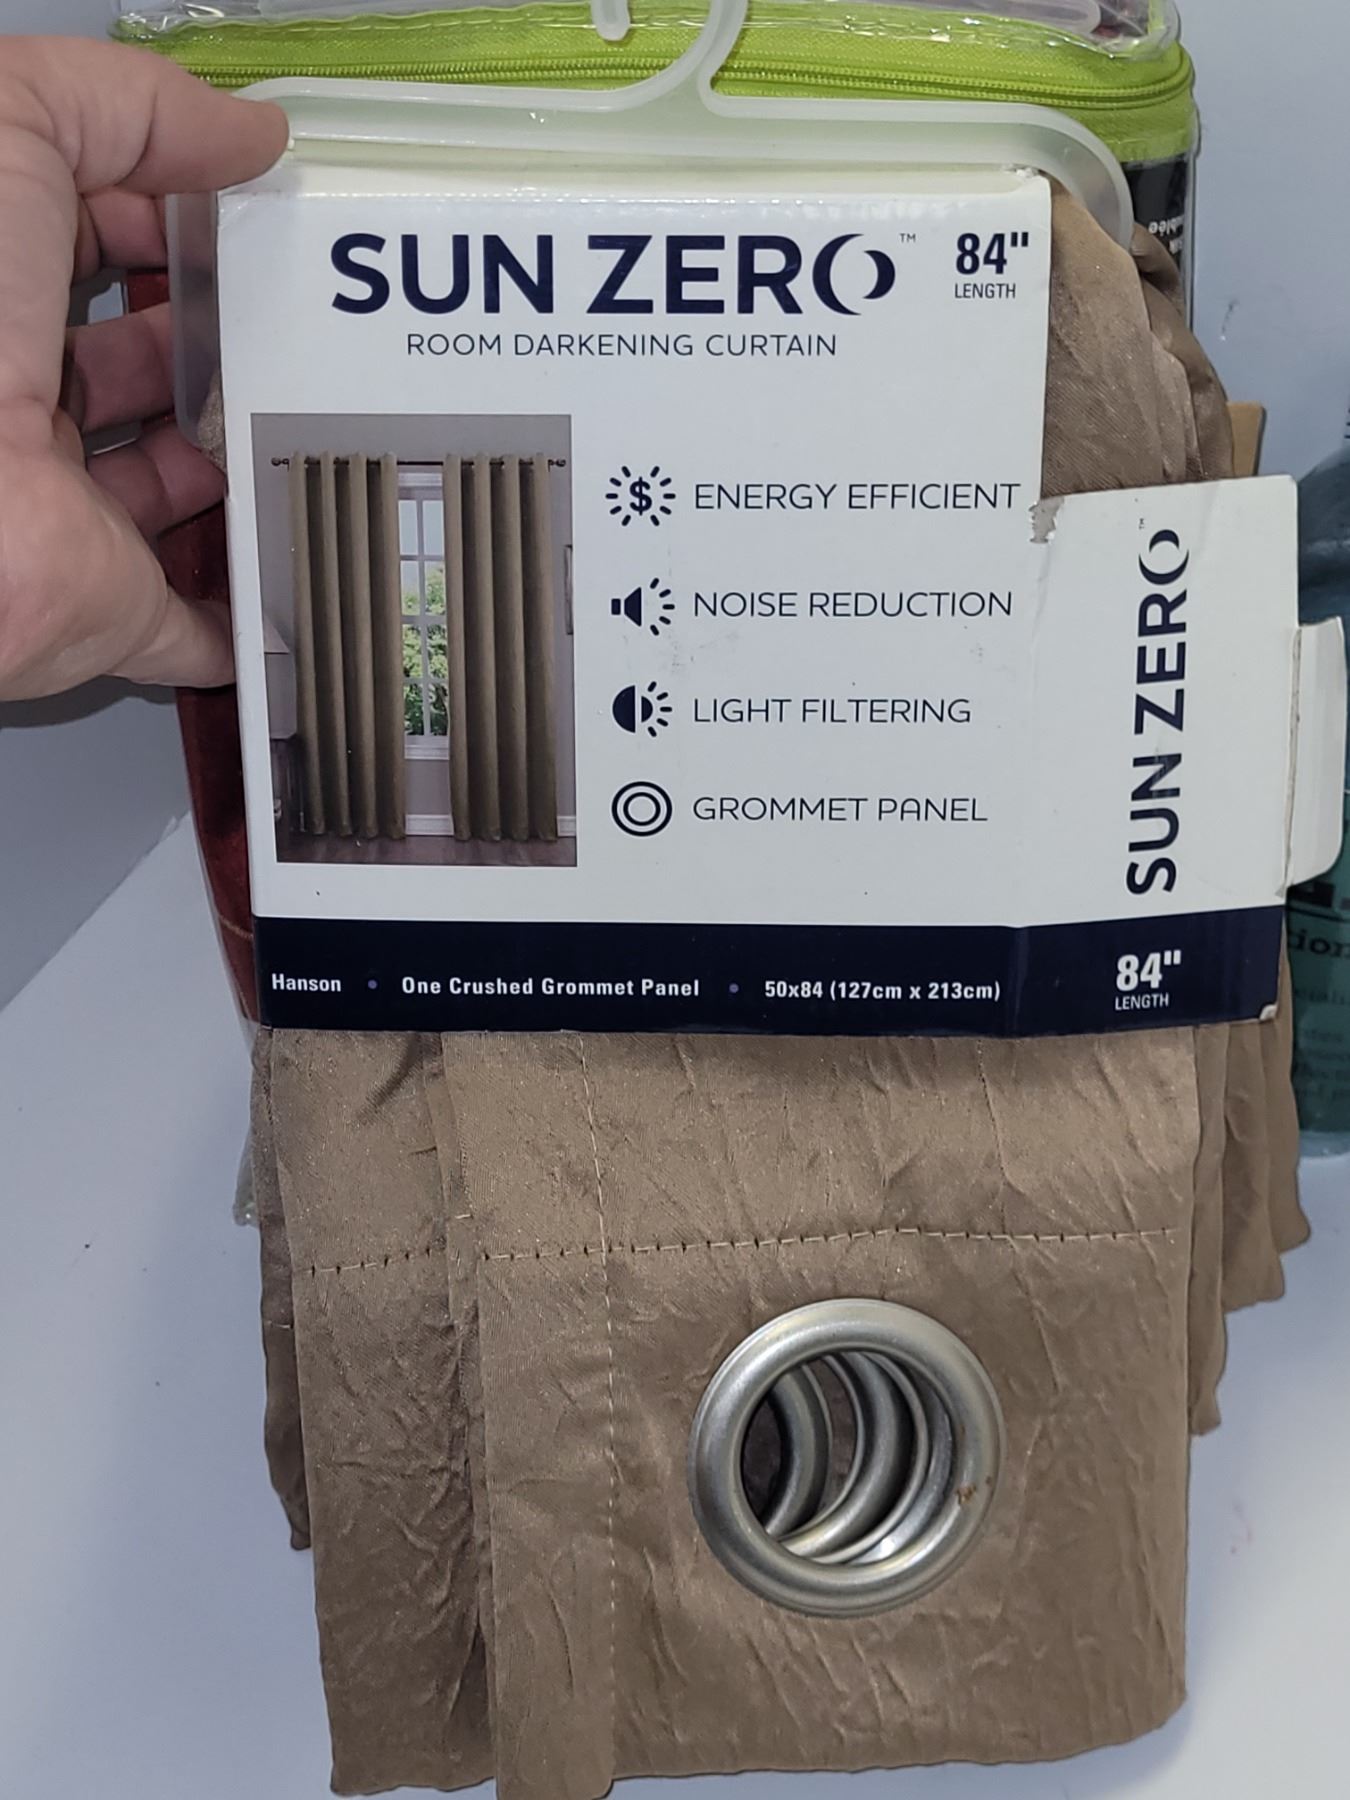 SUN ZERO™
84"
LENGTH
ROOM DARKENING CURTAIN
$ ENERGY EFFICIENT
NOISE REDUCTION
LIGHT FILTERING
GROMMET PANEL
Hanson • One Crushed Grommet Panel • 50x84 (127cm x 213cm)
SUN ZERO™
84"
LENGTH